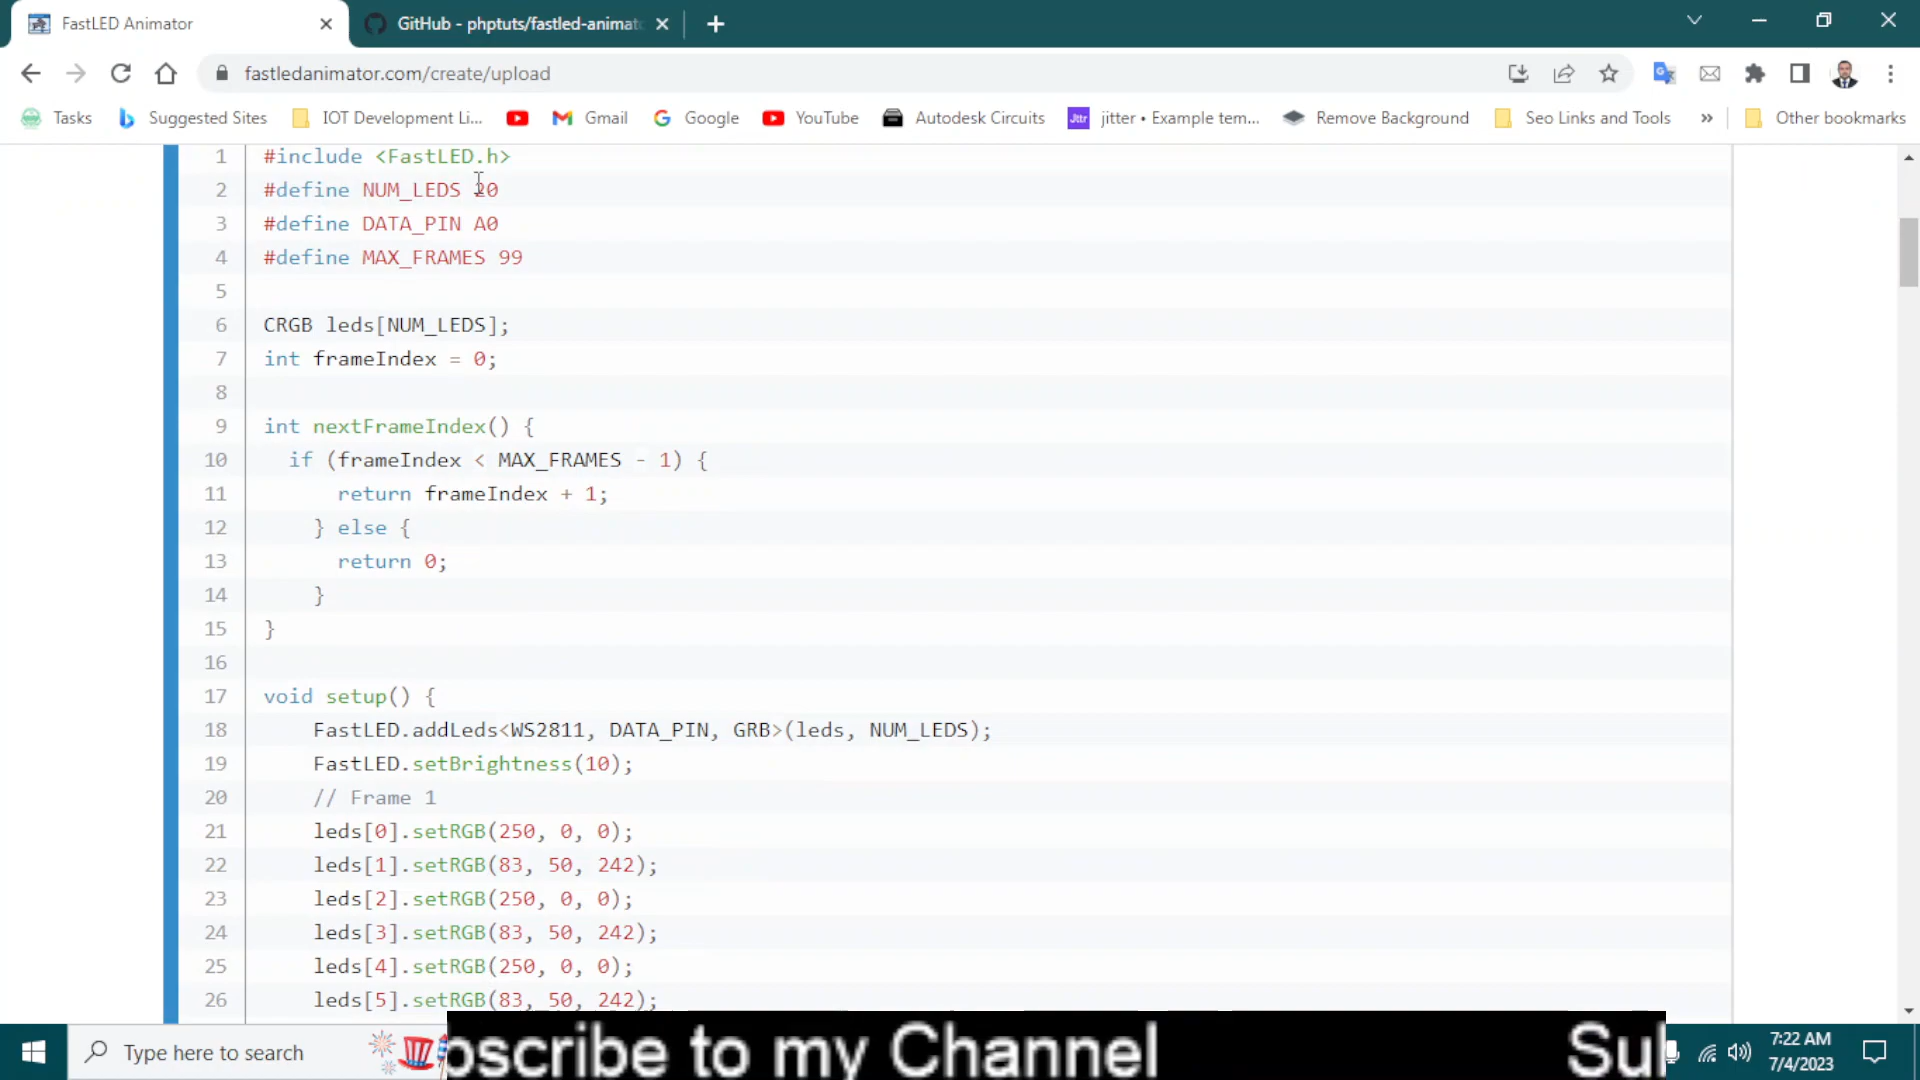 FastLED Animator
GitHub - phptuts/fastled-animat
fastledanimator.com/create/upload
Tasks
Suggested Sites
IOT Development Li...
Gmail
Google
YouTube
Autodesk Circuits
Jttr
jitter • Example tem...
Remove Background
Seo Links and Tools
»
Other bookmarks
1 #include <FastLED.h>
2 #define NUM_LEDS 20
3 #define DATA_PIN A0
4 #define MAX_FRAMES 99
5
6 CRGB leds[NUM_LEDS];
7 int frameIndex = 0;
8
9 int nextFrameIndex() {
10 if (frameIndex < MAX_FRAMES - 1) {
11 return frameIndex + 1;
12 } else {
13 return 0;
14 }
15 }
16
17 void setup() {
18 FastLED.addLeds<WS2811, DATA_PIN, GRB>(leds, NUM_LEDS);
19 FastLED.setBrightness(10);
20 // Frame 1
21 leds[0].setRGB(250, 0, 0);
22 leds[1].setRGB(83, 50, 242);
23 leds[2].setRGB(250, 0, 0);
24 leds[3].setRGB(83, 50, 242);
25 leds[4].setRGB(250, 0, 0);
26 leds[5].setRGB(83, 50, 242);
Type here to search
bscribe to my Channel
Sub
7:22 AM
7/4/2023